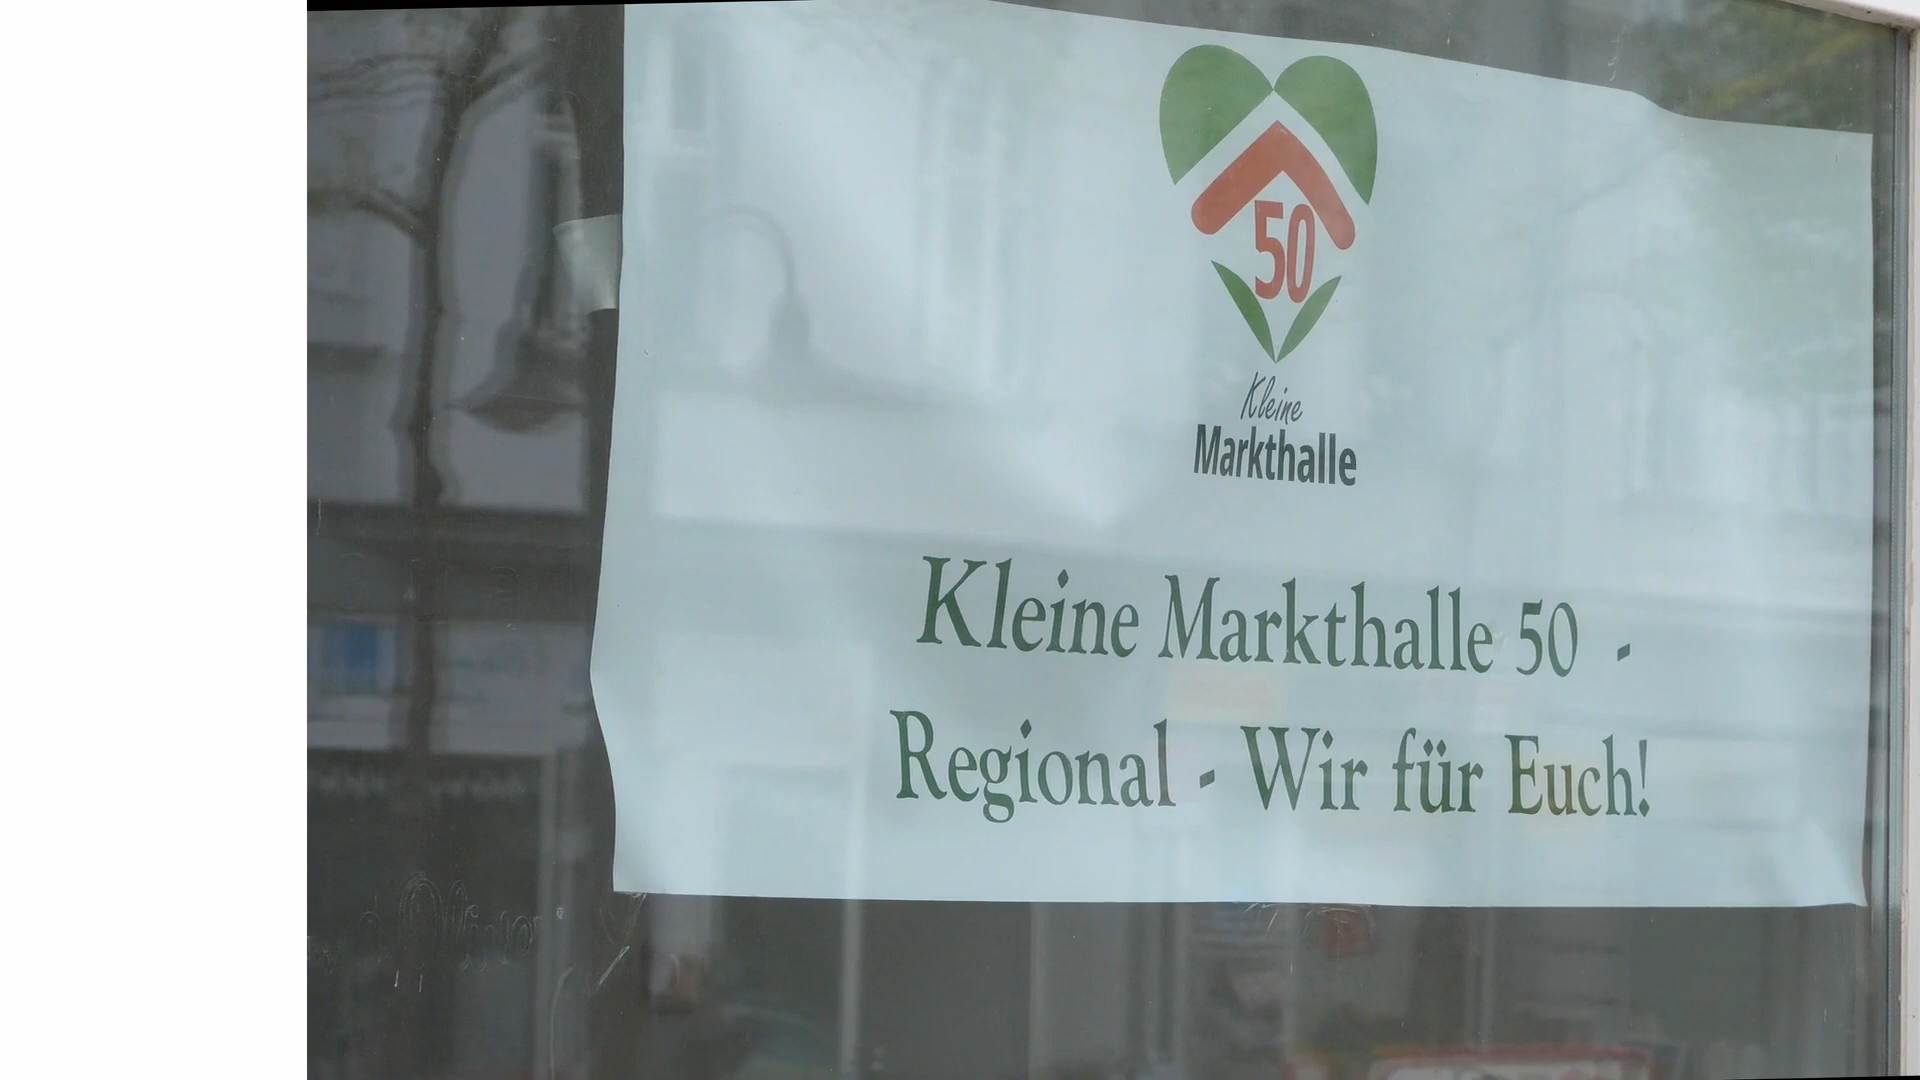 50
Kleine
Markthalle
Kleine Markthalle 50 -
Regional - Wir für Euch!